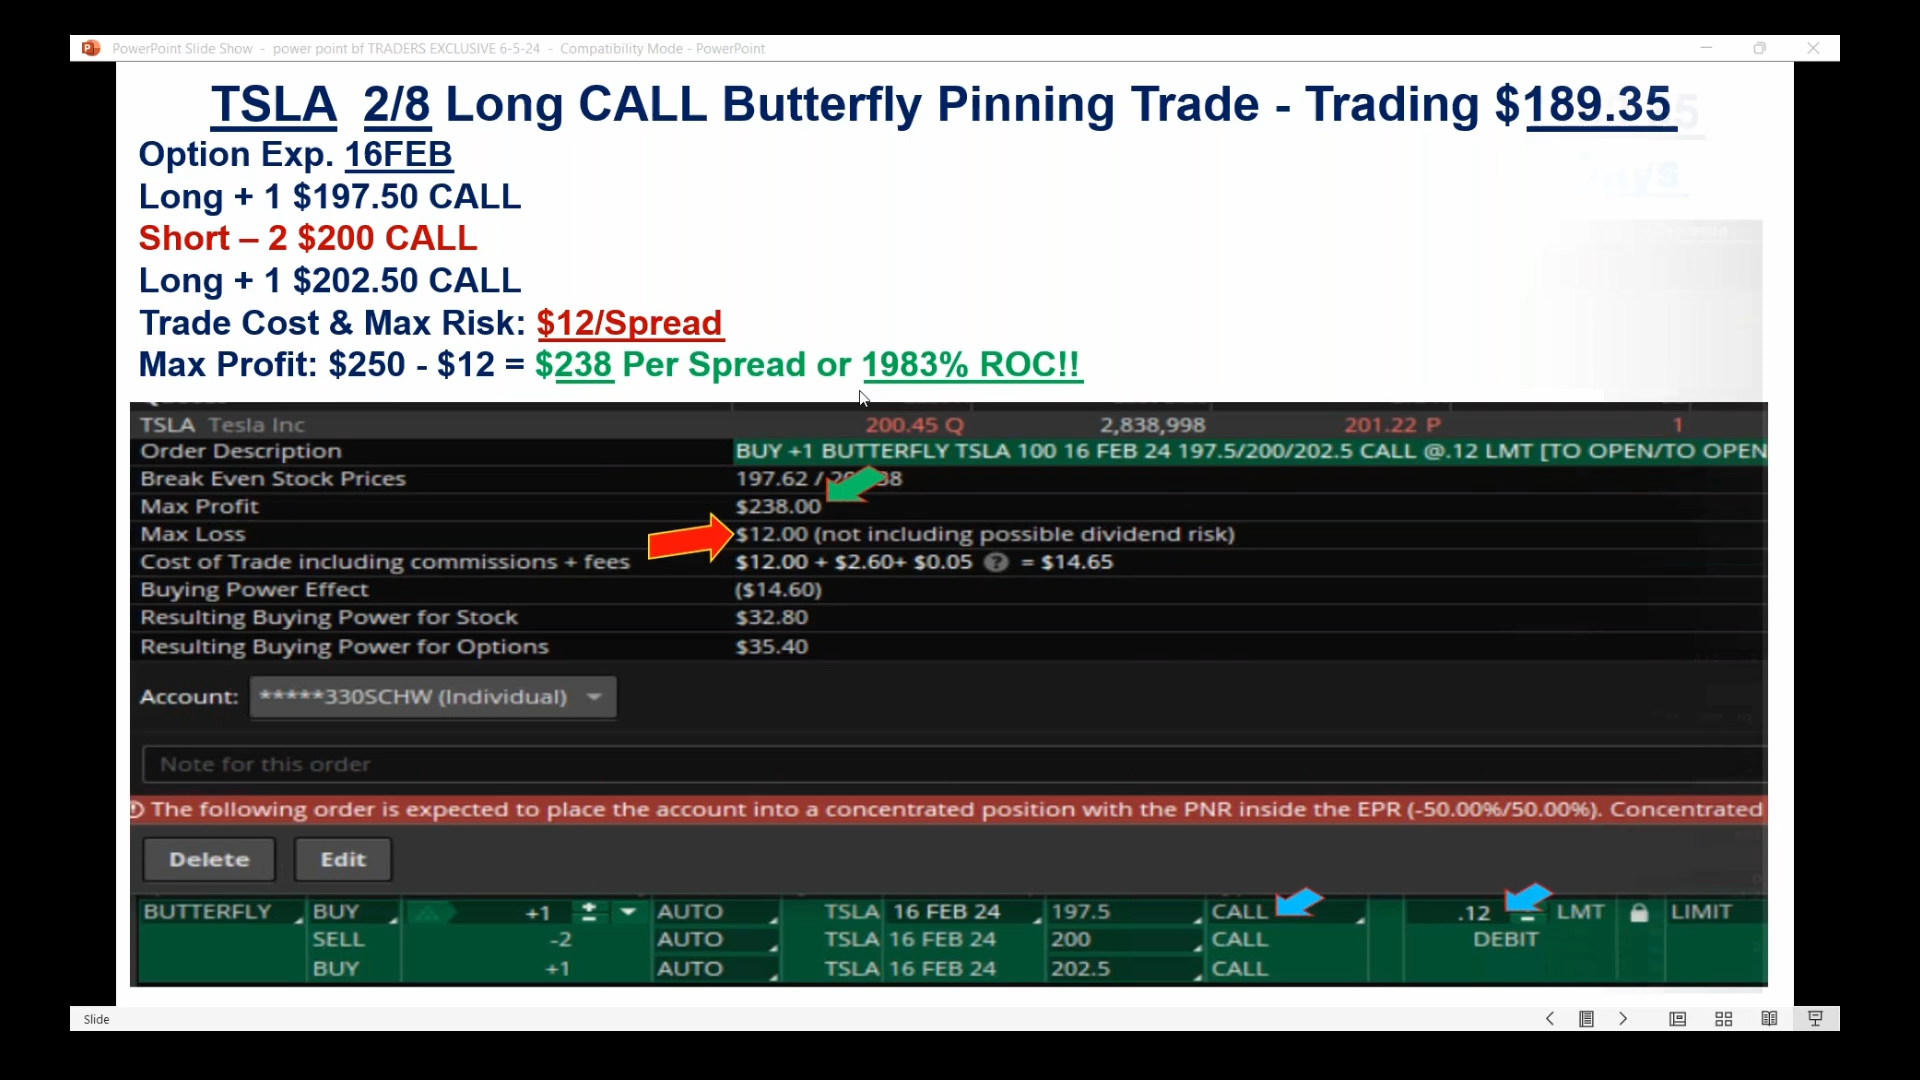 PowerPoint Slide Show - power point bf TRADERS EXCLUSIVE 6-5-24 - Compatibility Mode - PowerPoint
TSLA 2/8 Long CALL Butterfly Pinning Trade - Trading $189.35
Option Exp. 16FEB
Long + 1 $197.50 CALL
Short – 2 $200 CALL
Long + 1 $202.50 CALL
Trade Cost & Max Risk: $12/Spread
Max Profit: $250 - $12 = $238 Per Spread or 1983% ROC!!
TSLA Tesla Inc 200.45 Q 2,838,998 201.22 P 1
Order Description BUY +1 BUTTERFLY TSLA 100 16 FEB 24 197.5/200/202.5 CALL @.12 LMT [TO OPEN/TO OPEN
Break Even Stock Prices 197.62 /
Max Profit $238.00
Max Loss $12.00 (not including possible dividend risk)
Cost of Trade including commissions + fees $12.00 + $2.60+ $0.05 ? = $14.65
Buying Power Effect ($14.60)
Resulting Buying Power for Stock $32.80
Resulting Buying Power for Options $35.40
Account: *****330SCHW (Individual)
Note for this order
The following order is expected to place the account into a concentrated position with the PNR inside the EPR (-50.00%/50.00%). Concentrated
Delete Edit
BUTTERFLY BUY +1 AUTO TSLA 16 FEB 24 197.5 CALL .12 LMT LIMIT
SELL -2 AUTO TSLA 16 FEB 24 200 CALL DEBIT
BUY +1 AUTO TSLA 16 FEB 24 202.5 CALL
Slide